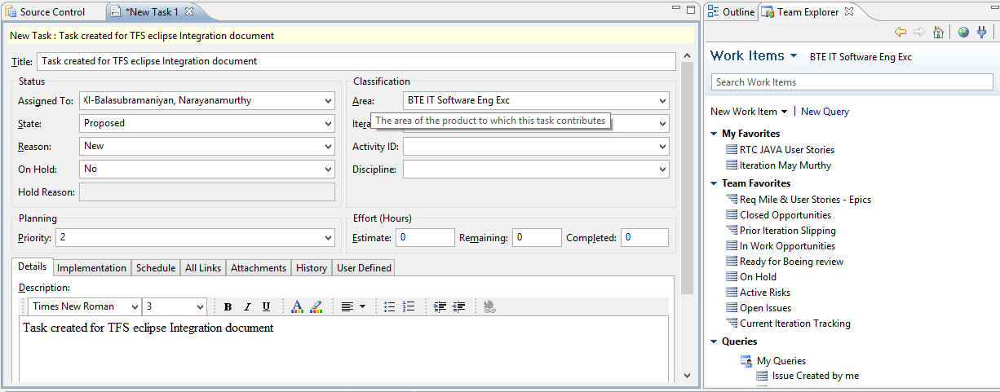 Source Control
*New Task 1
New Task : Task created for TFS eclipse Integration document
Title: Task created for TFS eclipse Integration document
Status
Assigned To: XI-Balasubramaniyan, Narayanamurthy
State: Proposed
Reason: New
On Hold: No
Hold Reason:
Classification
Area: BTE IT Software Eng Exc
The area of the product to which this task contributes
Itera
Activity ID:
Discipline:
Planning
Priority: 2
Effort (Hours)
Estimate: 0 Remaining: 0 Completed: 0
Details Implementation Schedule All Links Attachments History User Defined
Description:
Times New Roman 3 B I U A
Task created for TFS eclipse Integration document
Outline
Team Explorer
Work Items BTE IT Software Eng Exc
Search Work Items
New Work Item | New Query
My Favorites
RTC JAVA User Stories
Iteration May Murthy
Team Favorites
Req Mile & User Stories - Epics
Closed Opportunities
Prior Iteration Slipping
In Work Opportunities
Ready for Boeing review
On Hold
Active Risks
Open Issues
Current Iteration Tracking
Queries
My Queries
Issue Created by me